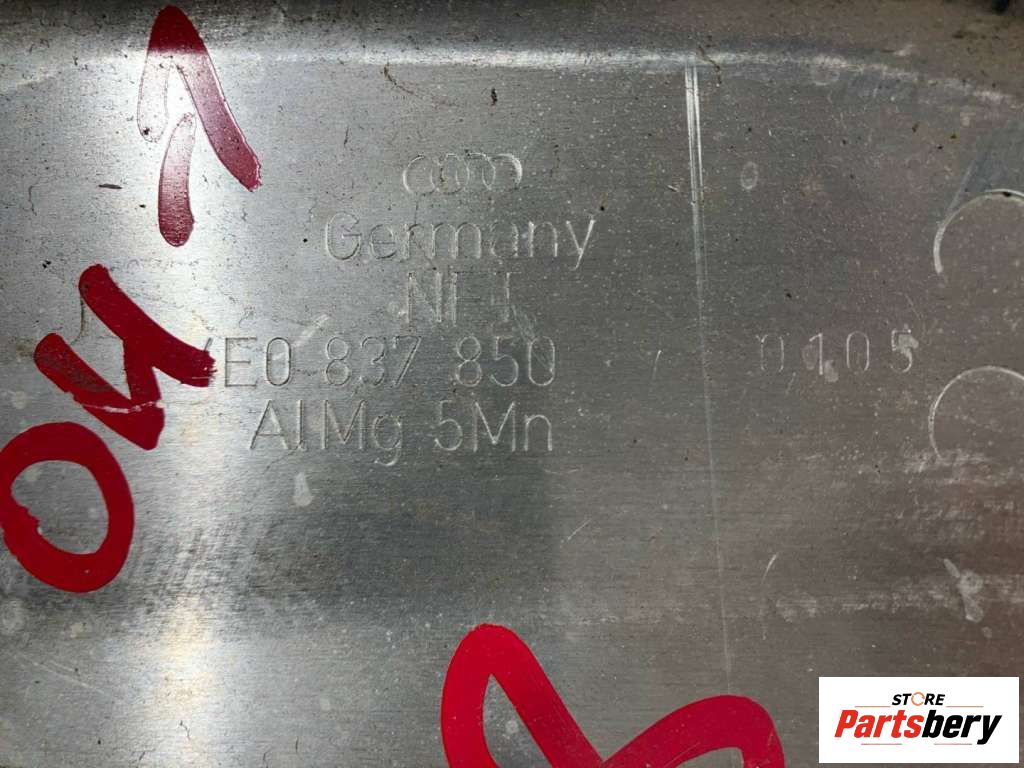 Germany
4E0 837 850
0105
AlMg 5Mn
STORE
Partsbery